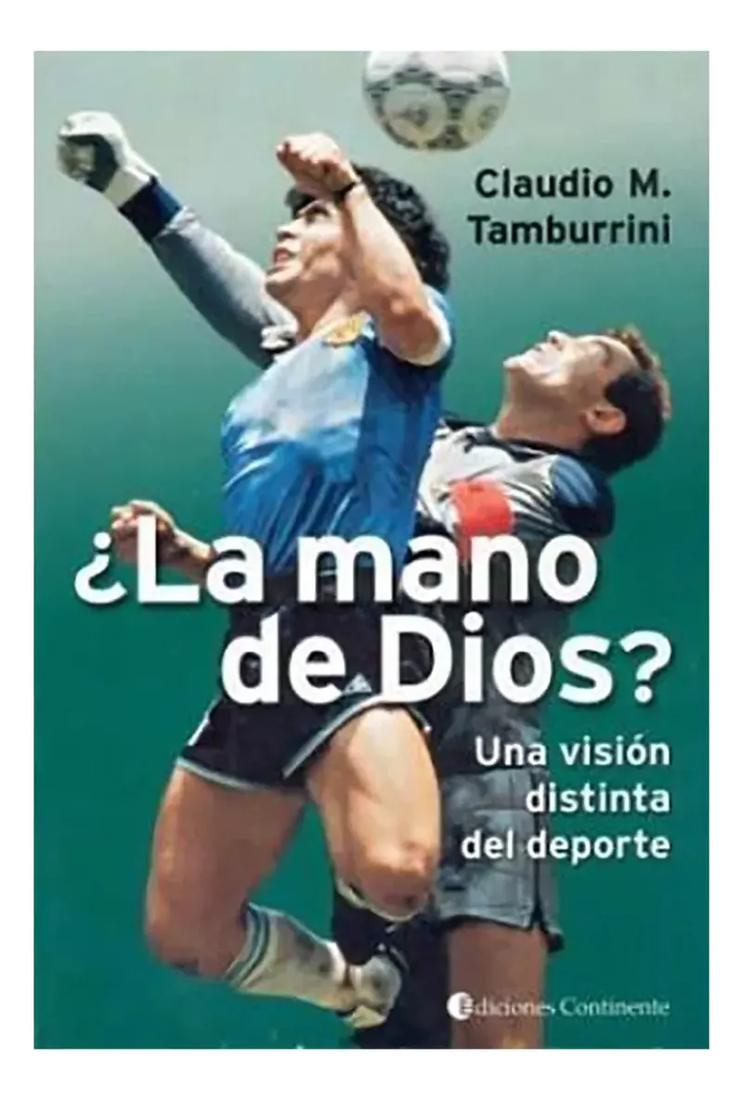 Claudio M.
Tamburrini
¿La mano
de Dios?
Una visión
distinta
del deporte
Ediciones Continente